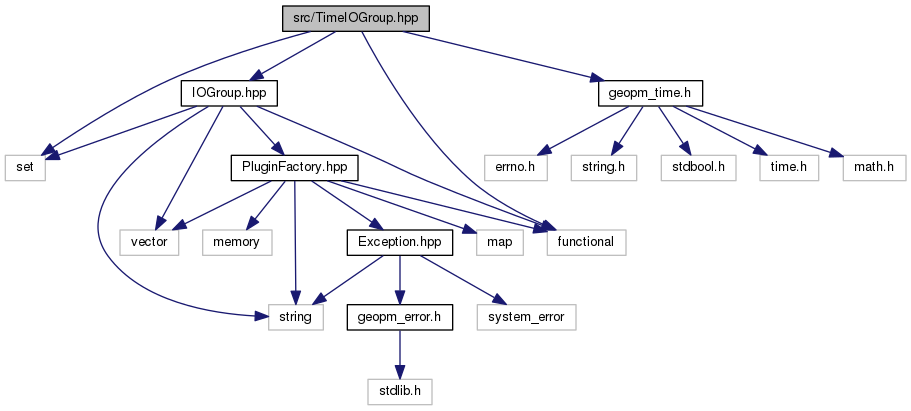 src/TimeIOGroup.hpp
IOGroup.hpp
geopm_time.h
set
PluginFactory.hpp
errno.h
string.h
stdbool.h
time.h
math.h
vector
memory
Exception.hpp
map
functional
string
geopm_error.h
system_error
stdlib.h